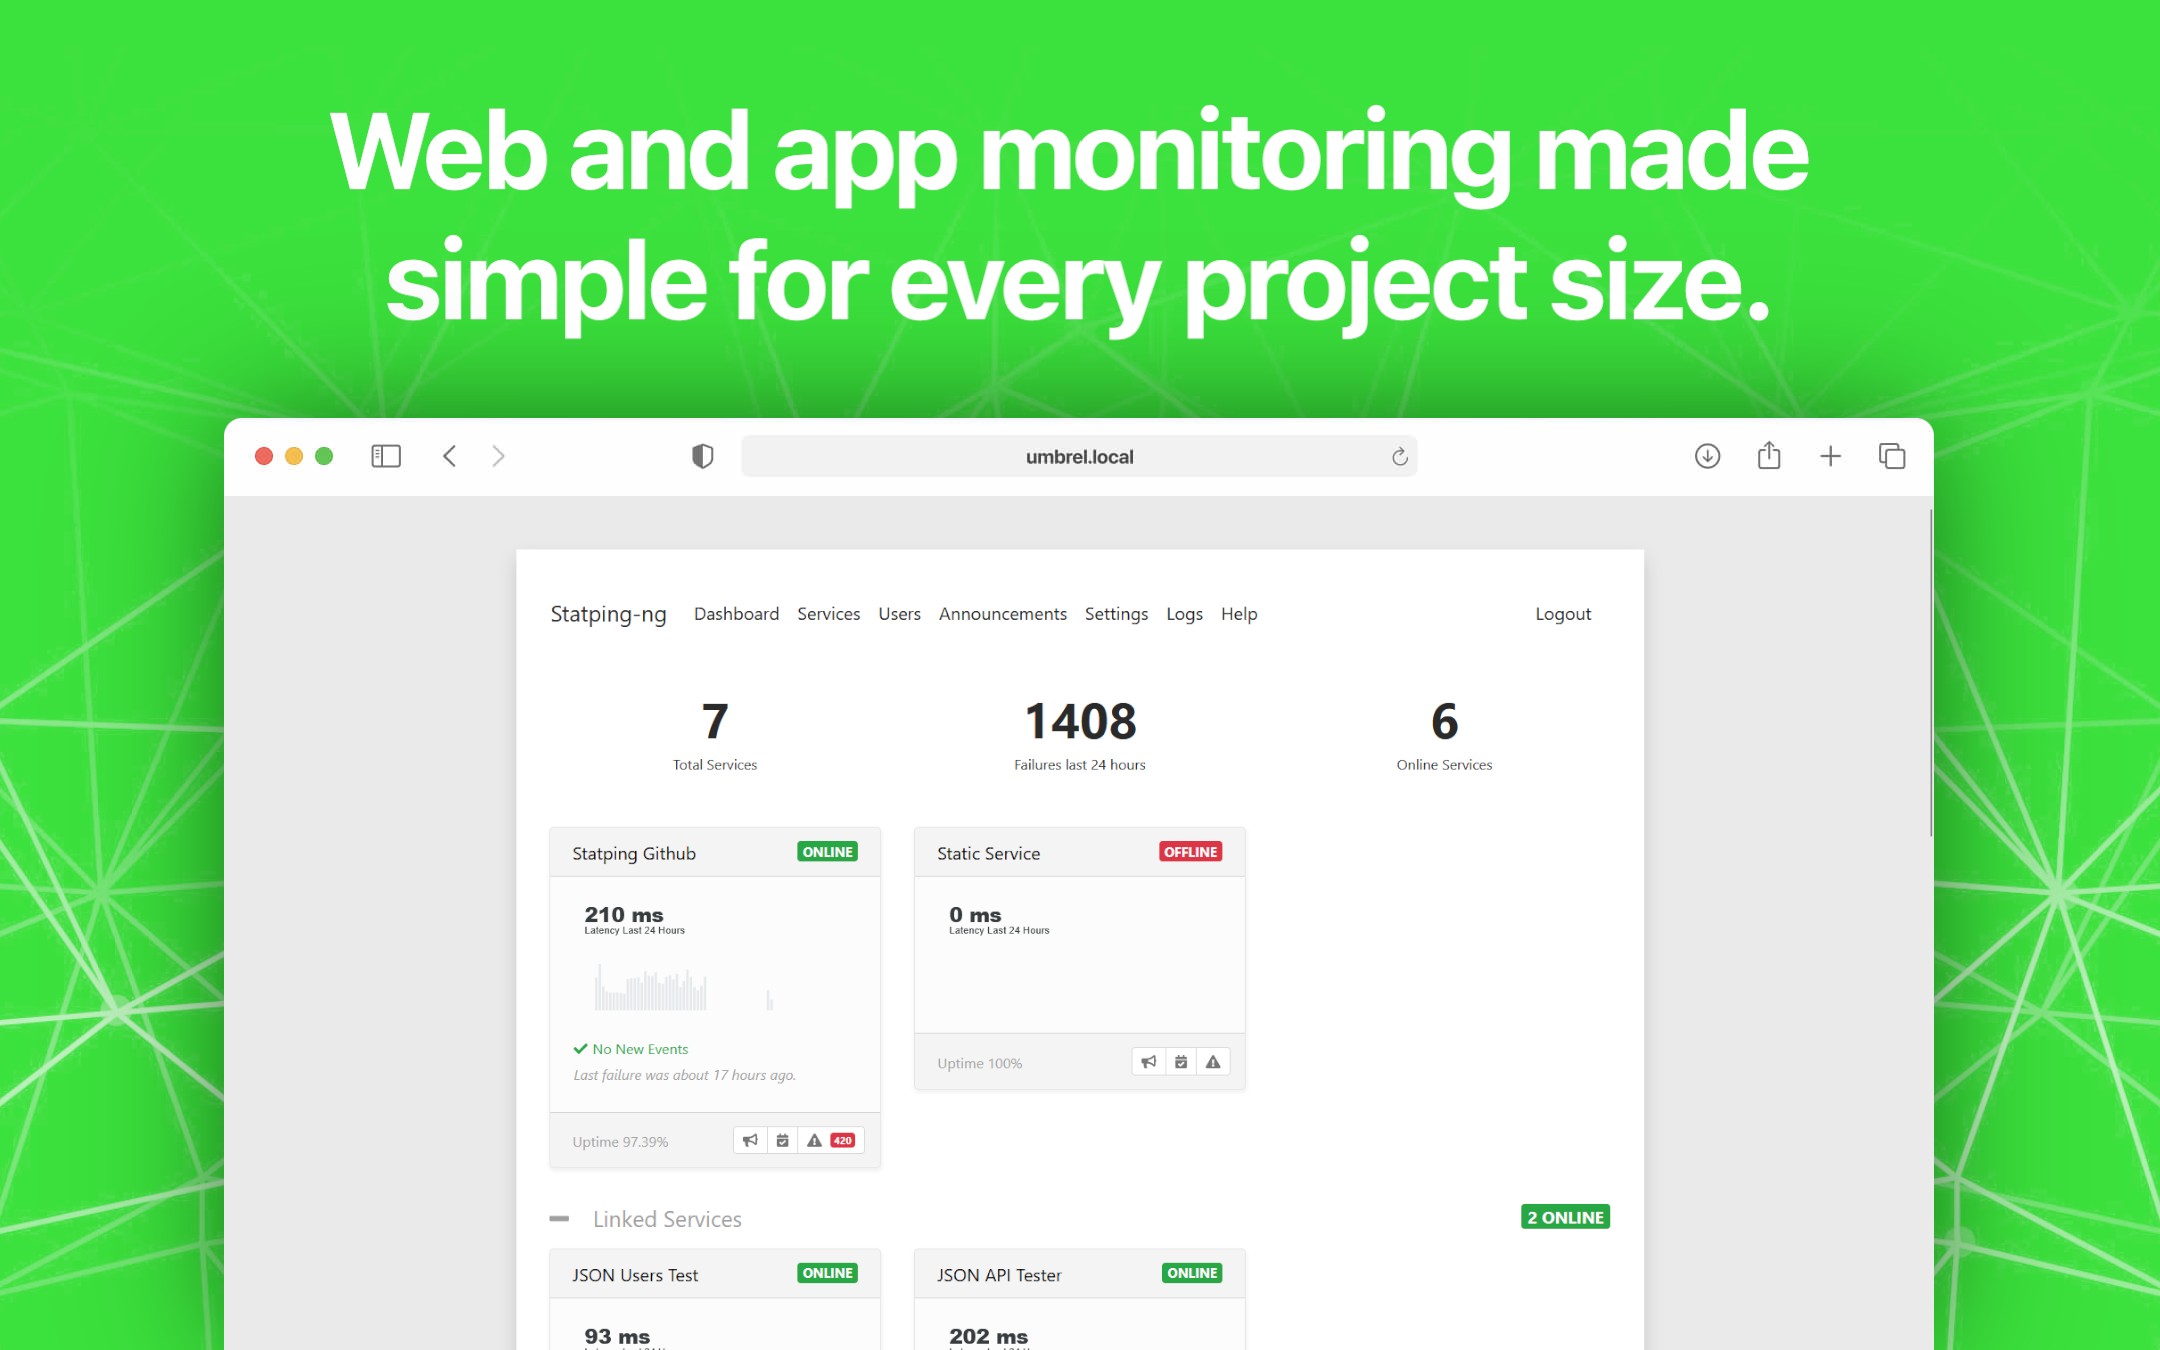 Web and app monitoring made
simple for every project size.
umbrel.local
Statping-ng Dashboard Services Users Announcements Settings Logs Help Logout
7 1408 6
Total Services Failures last 24 hours Online Services
Statping Github ONLINE
210 ms
Latency Last 24 Hours
No New Events
Last failure was about 17 hours ago.
Uptime 97.39% 420
Static Service OFFLINE
0 ms
Latency Last 24 Hours
Uptime 100%
Linked Services 2 ONLINE
JSON Users Test ONLINE
93 ms
JSON API Tester ONLINE
202 ms